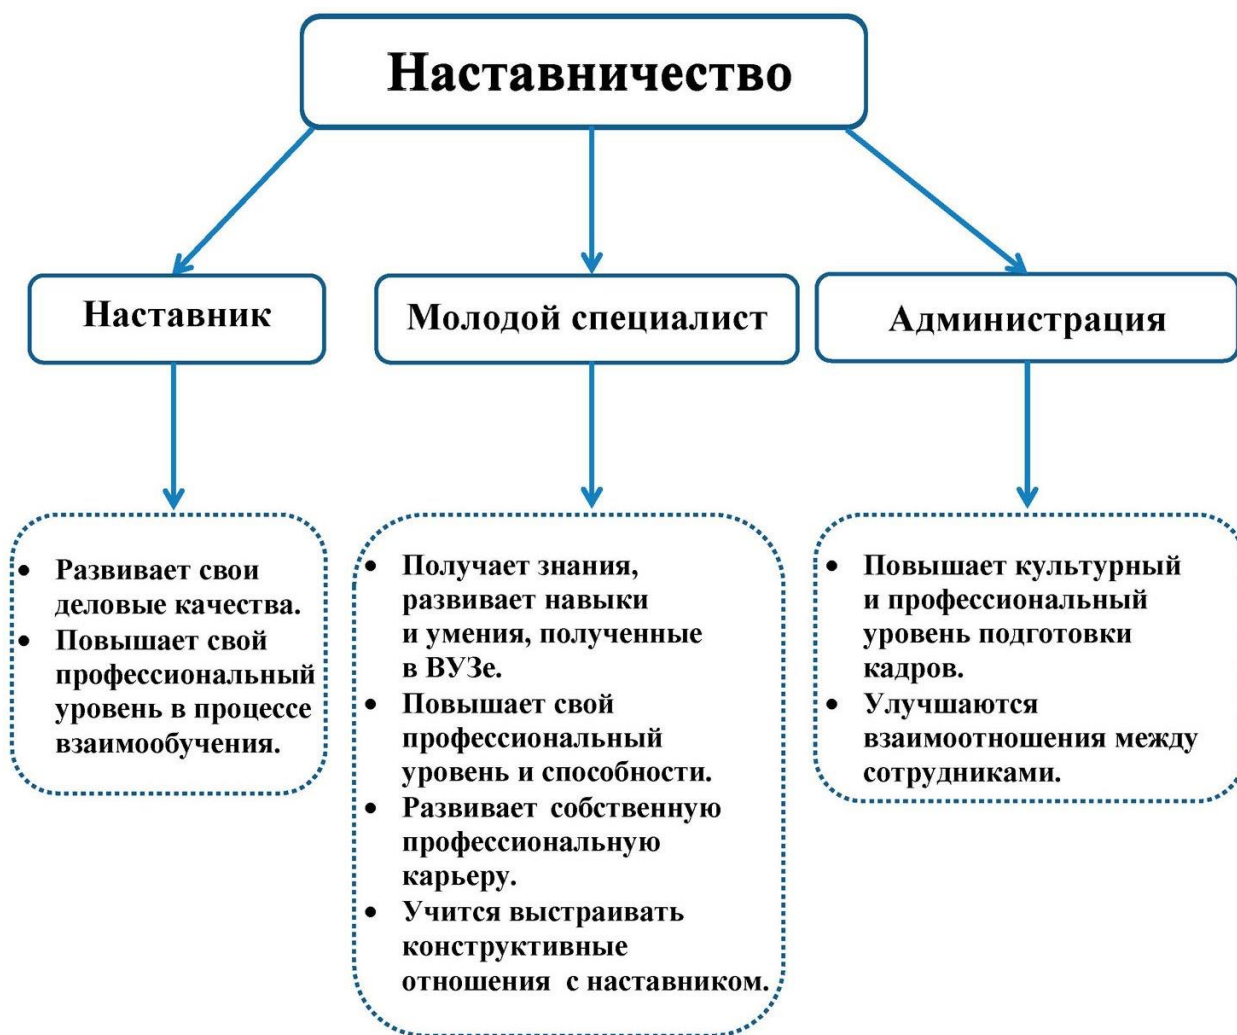 Наставничество
Наставник
Молодой специалист
Администрация
• Развивает свои
деловые качества.
• Повышает свой
профессиональный
уровень в процессе
взаимообучения.
• Получает знания,
развивает навыки
и умения, полученные
в ВУЗе.
• Повышает свой
профессиональный
уровень и способности.
• Развивает собственную
профессиональную
карьеру.
• Учится выстраивать
конструктивные
отношения с наставником.
• Повышает культурный
и профессиональный
уровень подготовки
кадров.
• Улучшаются
взаимоотношения между
сотрудниками.